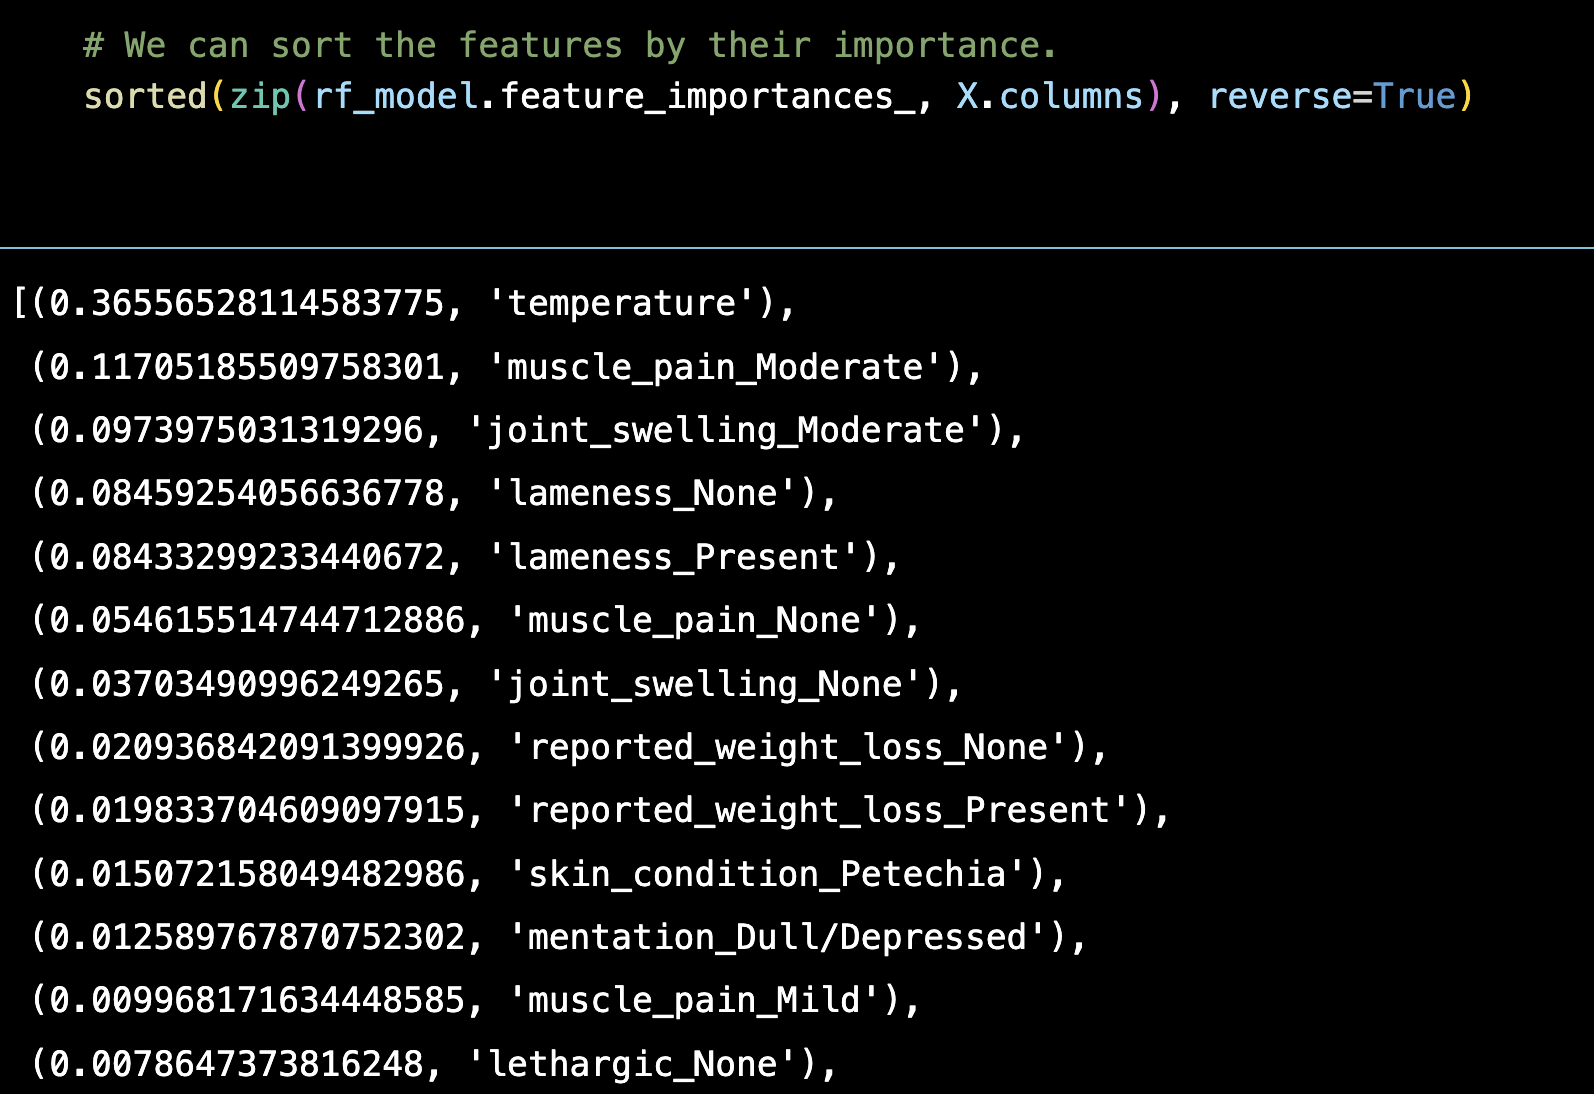 # We can sort the features by their importance.
sorted(zip(rf_model.feature_importances_, X.columns), reverse=True)
[(0.36556528114583775, 'temperature'),
(0.11705185509758301, 'muscle_pain_Moderate'),
(0.0973975031319296, 'joint_swelling_Moderate'),
(0.08459254056636778, 'lameness_None'),
(0.08433299233440672, 'lameness_Present'),
(0.054615514744712886, 'muscle_pain_None'),
(0.03703490996249265, 'joint_swelling_None'),
(0.020936842091399926, 'reported_weight_loss_None'),
(0.019833704609097915, 'reported_weight_loss_Present'),
(0.015072158049482986, 'skin_condition_Petechia'),
(0.012589767870752302, 'mentation_Dull/Depressed'),
(0.009968171634448585, 'muscle_pain_Mild'),
(0.0078647373816248, 'lethargic_None'),